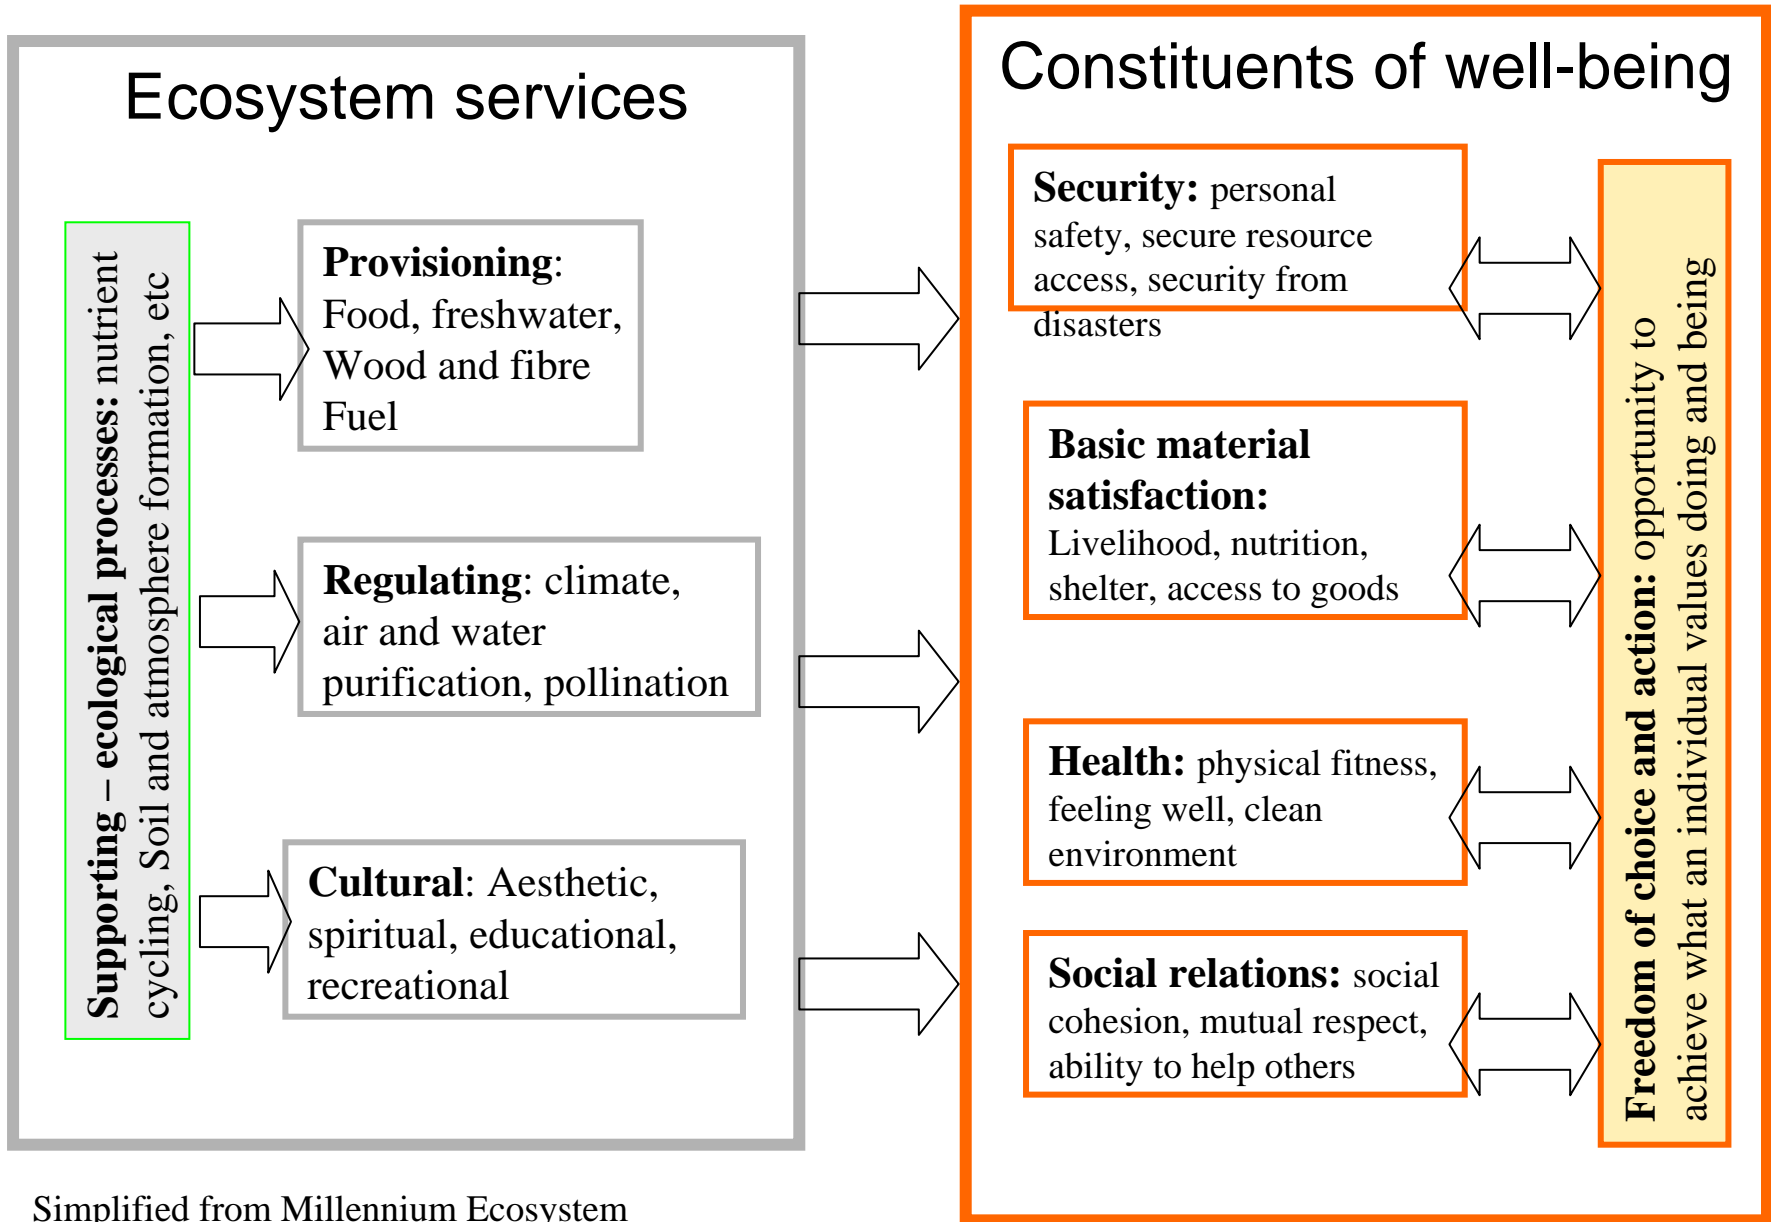 Ecosystem services
Supporting – ecological processes: nutrient
cycling, Soil and atmosphere formation, etc
Provisioning:
Food, freshwater,
Wood and fibre
Fuel
Regulating: climate,
air and water
purification, pollination
Cultural: Aesthetic,
spiritual, educational,
recreational
Constituents of well-being
Security: personal
safety, secure resource
access, security from
disasters
Basic material
satisfaction:
Livelihood, nutrition,
shelter, access to goods
Health: physical fitness,
feeling well, clean
environment
Social relations: social
cohesion, mutual respect,
ability to help others
Freedom of choice and action: opportunity to
achieve what an individual values doing and being
Simplified from Millennium Ecosystem